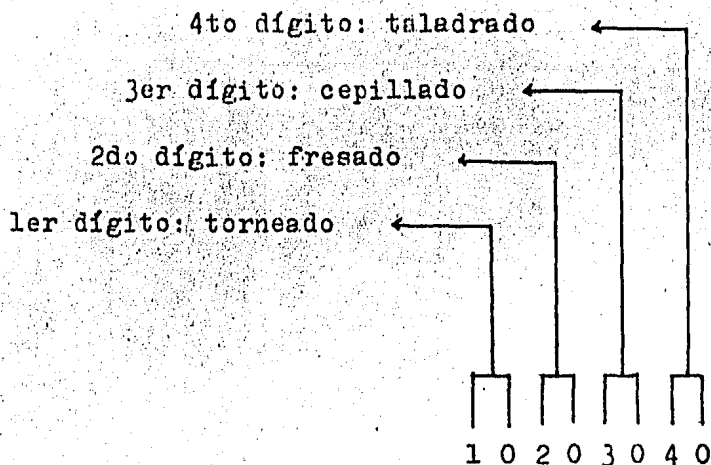 4to dígito: taladrado
3er dígito: cepillado
2do dígito: fresado
1er dígito: torneado
1 0 2 0 3 0 4 0